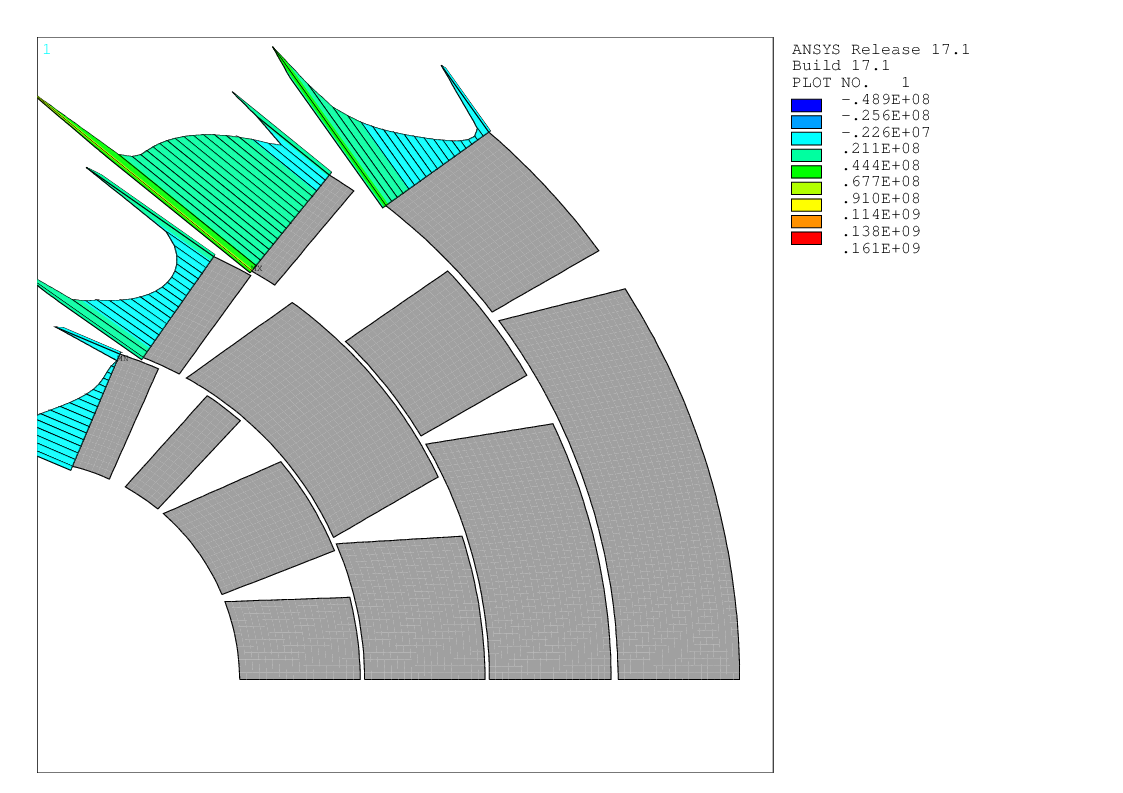 1
ANSYS Release 17.1
Build 17.1
PLOT NO. 1
-.489E+08
-.256E+08
-.226E+07
.211E+08
.444E+08
.677E+08
.910E+08
.114E+09
.138E+09
.161E+09
MX